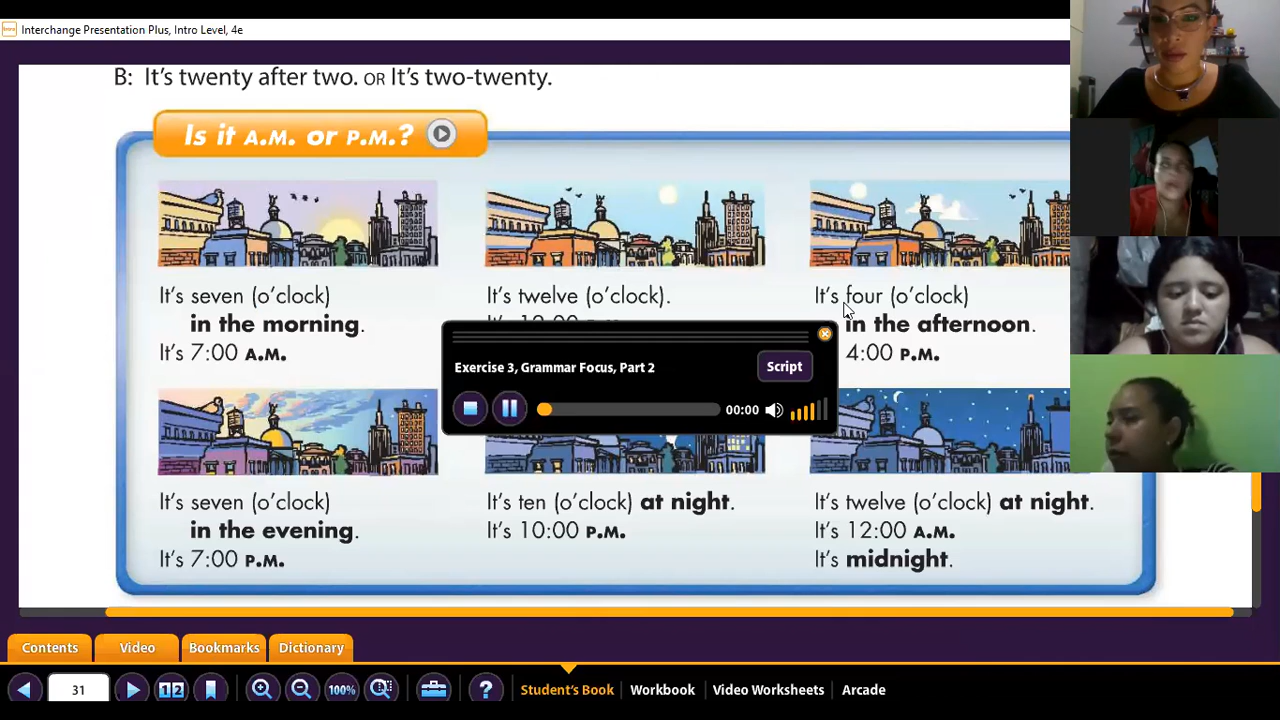 Interchange Presentation Plus, Intro Level, 4e
B: It's twenty after two. OR It's two-twenty.
Is it A.M. or P.M.?
It's seven (o'clock)
in the morning.
It's 7:00 A.M.
It's twelve (o'clock).
It's four (o'clock)
in the afternoon.
4:00 P.M.
Exercise 3, Grammar Focus, Part 2
Script
00:00
It's seven (o'clock)
in the evening.
It's 7:00 P.M.
It's ten (o'clock) at night.
It's 10:00 P.M.
It's twelve (o'clock) at night.
It's 12:00 A.M.
It's midnight.
Contents
Video
Bookmarks
Dictionary
31
1 2
100%
?
Student's Book
Workbook
Video Worksheets
Arcade